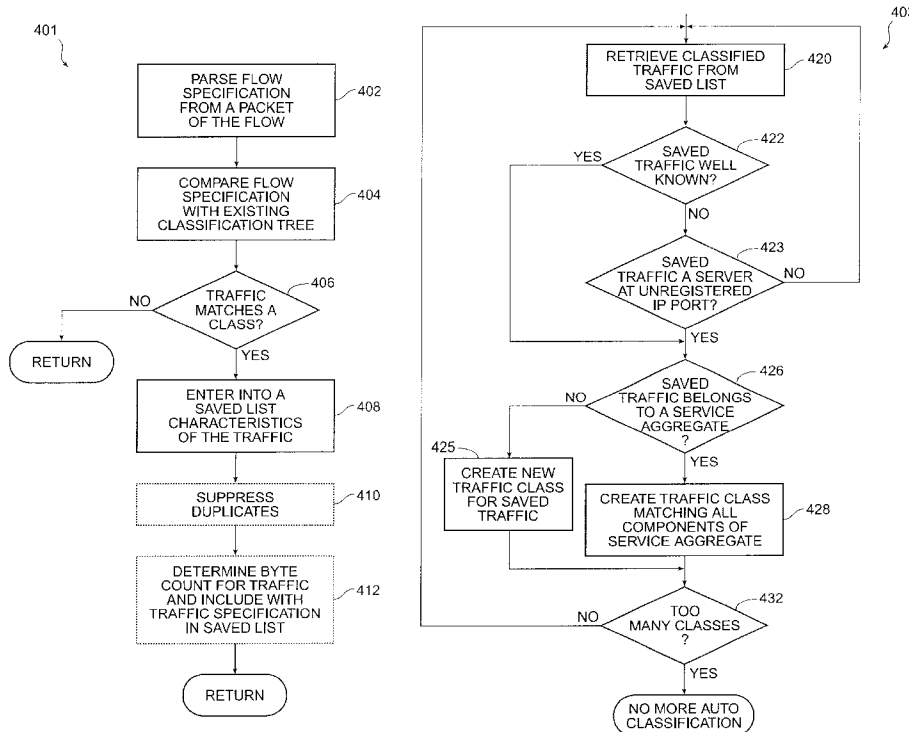 401
PARSE FLOW
SPECIFICATION
FROM A PACKET
OF THE FLOW
402
COMPARE FLOW
SPECIFICATION
WITH EXISTING
CLASSIFICATION TREE
404
TRAFFIC
MATCHES A
CLASS?
406
NO
RETURN
YES
ENTER INTO A
SAVED LIST
CHARACTERISTICS
OF THE TRAFFIC
408
SUPPRESS
DUPLICATES
410
DETERMINE BYTE
COUNT FOR TRAFFIC
AND INCLUDE WITH
TRAFFIC SPECIFICATION
IN SAVED LIST
412
RETURN
403
RETRIEVE CLASSIFIED
TRAFFIC FROM
SAVED LIST
420
SAVED
TRAFFIC WELL
KNOWN?
422
YES
NO
SAVED
TRAFFIC A SERVER
AT UNREGISTERED
IP PORT?
423
NO
YES
SAVED
TRAFFIC BELONGS
TO A SERVICE
AGGREGATE
?
426
NO
YES
425
CREATE NEW
TRAFFIC CLASS
FOR SAVED
TRAFFIC
CREATE TRAFFIC CLASS
MATCHING ALL
COMPONENTS OF
SERVICE AGGREGATE
428
TOO
MANY CLASSES
?
432
NO
YES
NO MORE AUTO
CLASSIFICATION